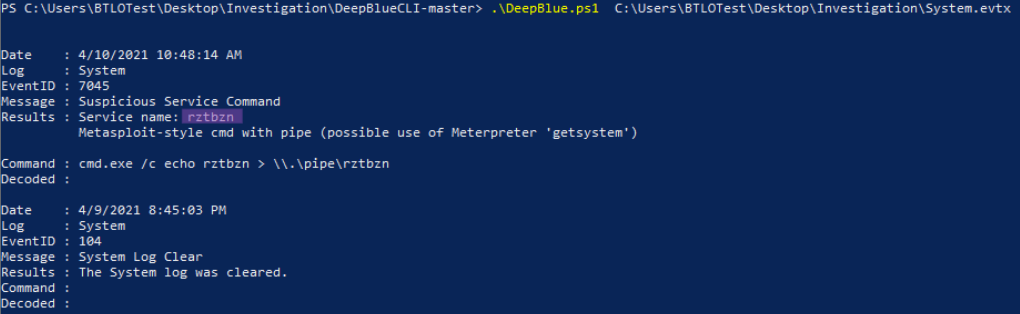 PS C:\Users\BTLOTest\Desktop\Investigation\DeepBlueCLI-master> .\DeepBlue.ps1  C:\Users\BTLOTest\Desktop\Investigation\System.evtx
Date    : 4/10/2021 10:48:14 AM
Log     : System
EventID : 7045
Message : Suspicious Service Command
Results : Service name: rztbzn
          Metasploit-style cmd with pipe (possible use of Meterpreter 'getsystem')
Command : cmd.exe /c echo rztbzn > \\.\pipe\rztbzn
Decoded :
Date    : 4/9/2021 8:45:03 PM
Log     : System
EventID : 104
Message : System Log Clear
Results : The System log was cleared.
Command :
Decoded :